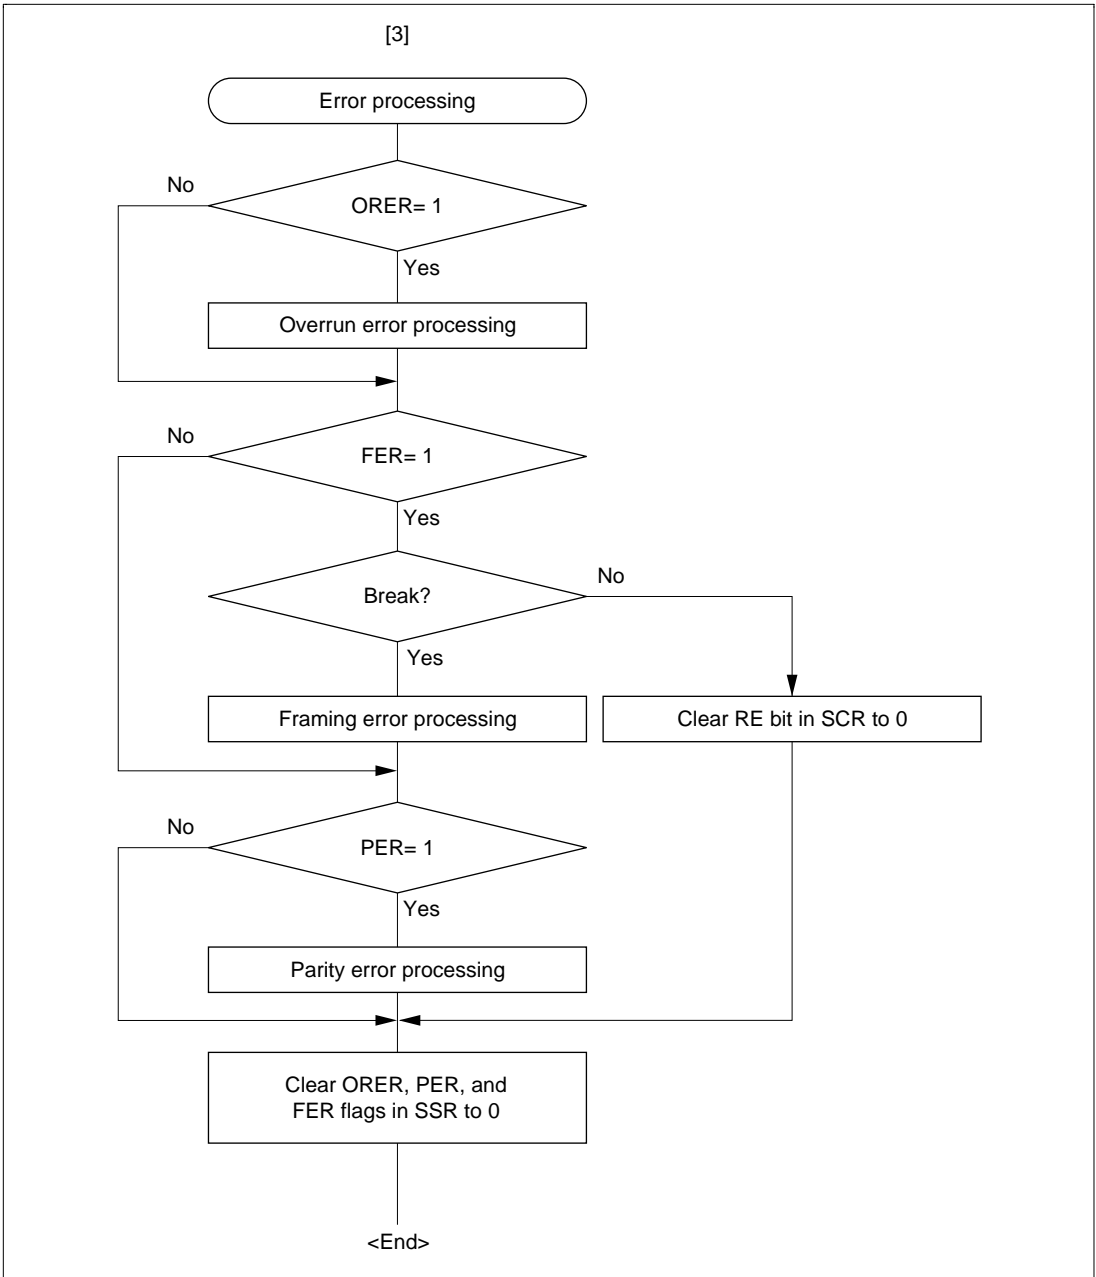 [3]
Error processing
No
ORER= 1
Yes
Overrun error processing
No
FER= 1
Yes
No
Break?
Yes
Framing error processing
Clear RE bit in SCR to 0
No
PER= 1
Yes
Parity error processing
Clear ORER, PER, and
FER flags in SSR to 0
<End>